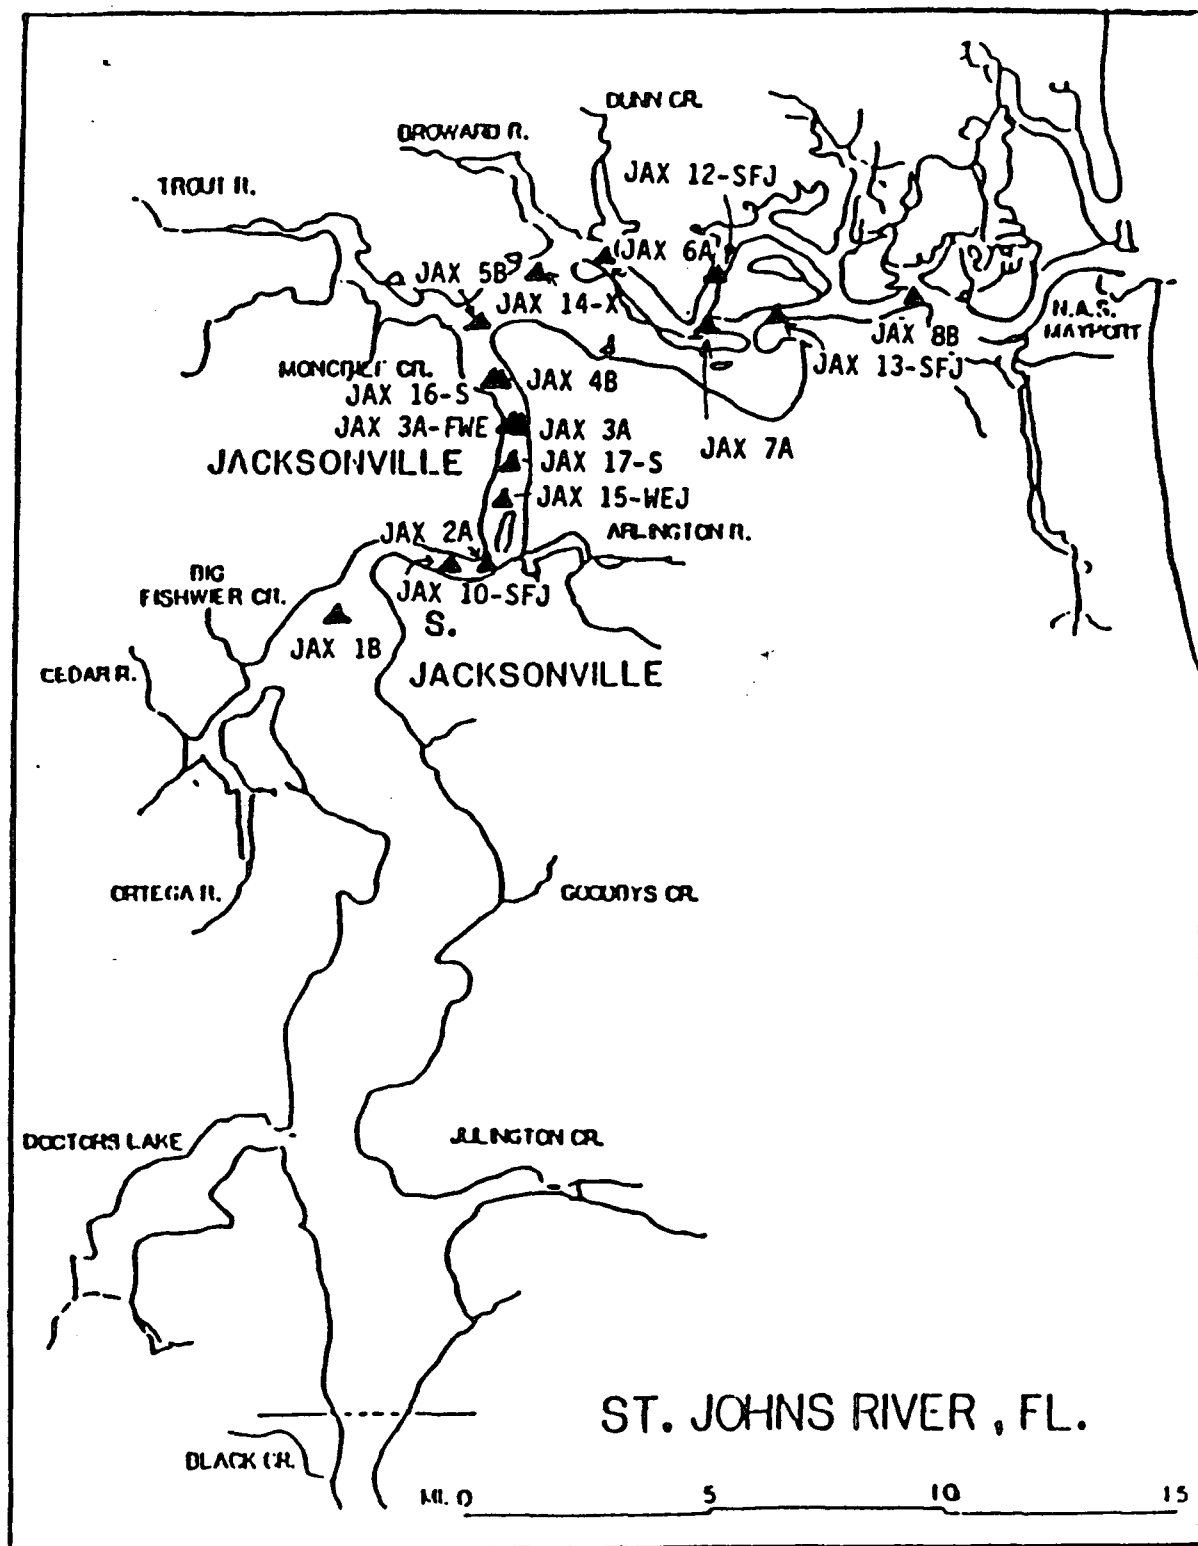 DUNN CR.
BROWARD R.
JAX 12-SFJ
TROUT R.
JAX 6A
JAX 5B
JAX 14-X
N.A.S.
MAYPORT
JAX 8B
JAX 13-SFJ
MONCRIEF CR.
JAX 4B
JAX 16-S
JAX 3A-FWE
JAX 3A
JAX 7A
JACKSONVILLE
JAX 17-S
JAX 15-WEJ
JAX 2A
ARLINGTON R.
BIG
FISHWIER CR.
JAX 10-SFJ
S.
JACKSONVILLE
JAX 1B
CEDAR R.
ORTEGA R.
GOODBYS CR.
DOCTORS LAKE
JULINGTON CR.
ST. JOHNS RIVER, FL.
BLACK CR.
MI. 0 5 10 15